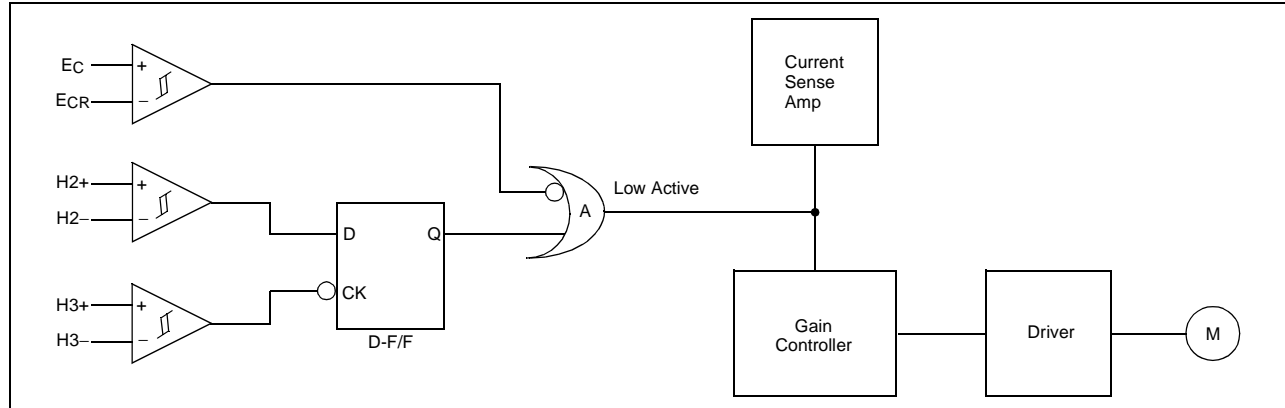 EC
ECR
+
−
H2+
H2−
+
−
H3+
H3−
+
−
D
Q
CK
D-F/F
A
Low Active
Current
Sense
Amp
Gain
Controller
Driver
M